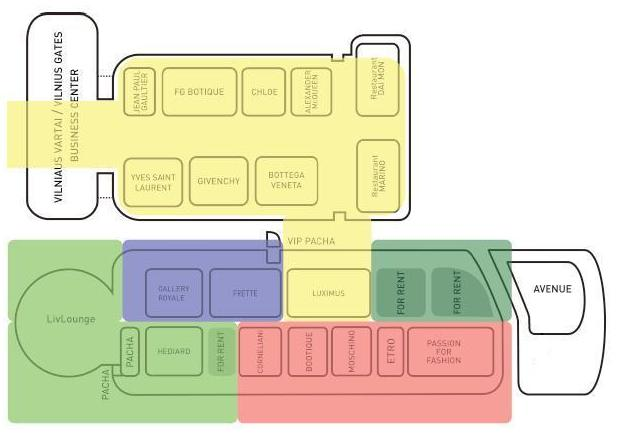 VILNIAUS VARTAI / VILNIUS GATES
BUSINESS CENTER
JEAN PAUL
GAULTIER
FG BOTIQUE
CHLOE
ALEXANDER
McQUEEN
Restaurant
DAI MON
YVES SAINT
LAURENT
GIVENCHY
BOTTEGA
VENETA
Restaurant
MARINO
VIP PACHA
GALLERY
ROYALE
FRETTE
LUXIMUS
FOR RENT
FOR RENT
AVENUE
LivLounge
PACHA
PACHA
HEDIARD
FOR RENT
CORNELIANI
BOOTIQUE
MOSCHINO
ETRO
PASSION
FOR
FASHION